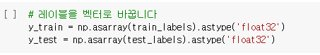 [ ] # 레이블을 벡터로 바꿉니다
y_train = np.asarray(train_labels).astype('float32')
y_test = np.asarray(test_labels).astype('float32')